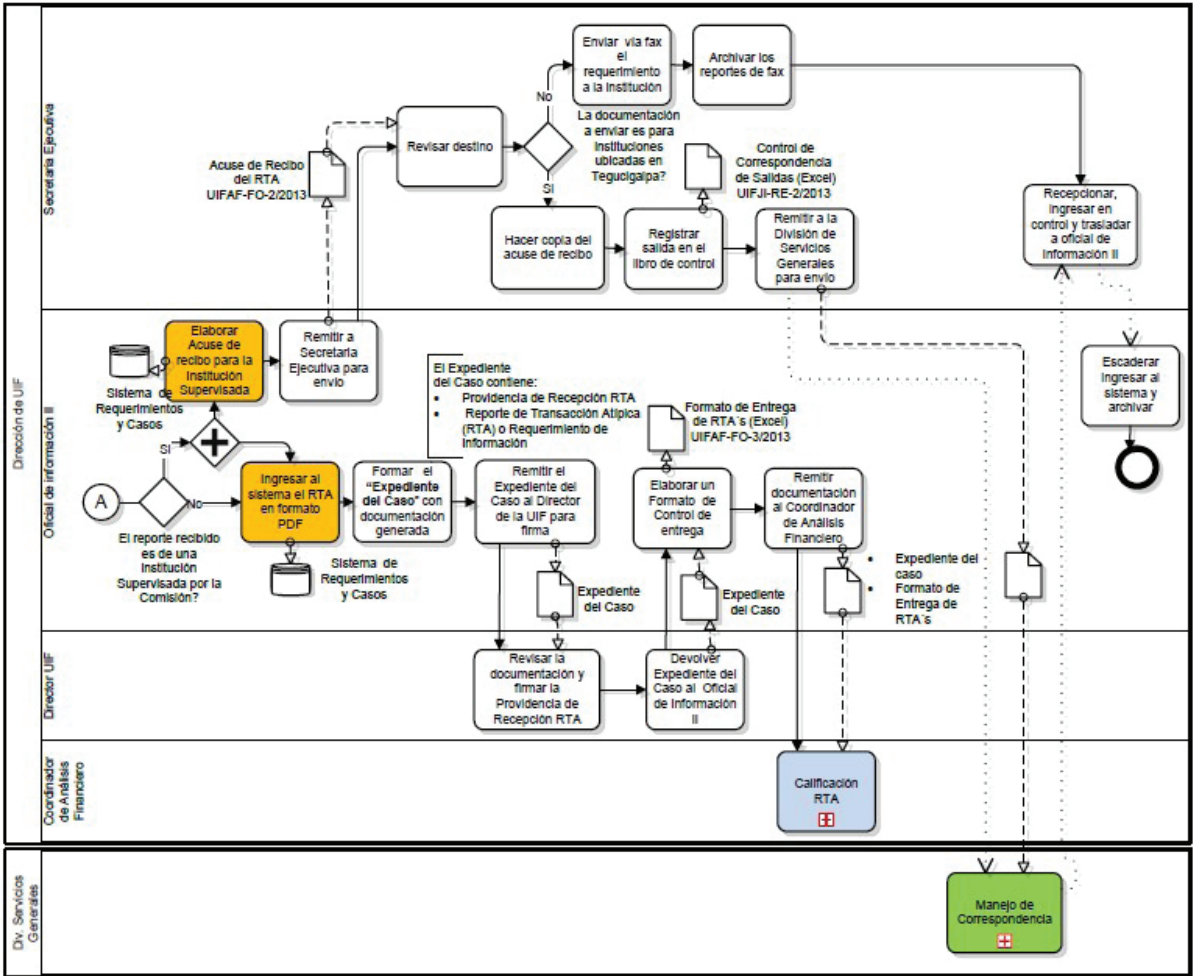 Dirección de UIF
Secretaria Ejecutiva
Enviar vía fax
el
requerimiento
a la Institución
Archivar los
reportes de fax
No
La documentación
a enviar es para
Instituciones
ubicadas en
Tegucigalpa?
Revisar destino
Acuse de Recibo
del RTA
UIFAF-FO-2/2013
SI
Control de
Correspondencia
de Salidas (Excel)
UIFJI-RE-2/2013
Hacer copia del
acuse de recibo
Registrar
salida en el
libro de control
Remitir a la
División de
Servicios
Generales
para envío
Recepcionar,
Ingresar en
control y trasladar
a oficial de
Información II
Oficial de Información II
Elaborar
Acuse de
recibo para la
Institución
Supervisada
Remitir a
Secretaria
Ejecutiva para
envío
Sistema de
Requerimientos
y Casos
El Expediente
del Caso contiene:
• Providencia de Recepción RTA
• Reporte de Transacción Atípica
(RTA) o Requerimiento de
Información
Formato de Entrega
de RTA´s (Excel)
UIFAF-FO-3/2013
Escaderar
Ingresar al
sistema y
archivar
SI
A
No
El reporte recibido
es de una
Institución
Supervisada por la
Comisión?
Ingresar al
sistema el RTA
en formato
PDF
Sistema de
Requerimientos
y Casos
Formar el
“Expediente
del Caso” con
documentación
generada
Remitir el
Expediente del
Caso al Director
de la UIF para
firma
Expediente
del Caso
Elaborar un
Formato de
Control de
entrega
Expediente
del Caso
Remitir
documentación
al Coordinador
de Análisis
Financiero
• Expediente del
caso
• Formato de
Entrega de
RTA´s
Director UIF
Revisar la
documentación y
firmar la
Providencia de
Recepción RTA
Devolver
Expediente del
Caso al Oficial
de Información
II
Coordinador
de Análisis
Financiero
Calificación
RTA
Div. Servicios
Generales
Manejo de
Correspondencia